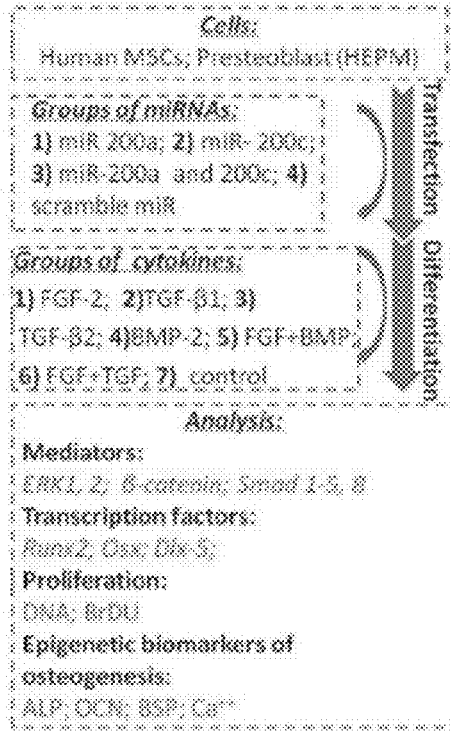 Cells:
Human MSCs; Presteoblast (HEPM)
Groups of miRNAs:
1) miR 200a; 2) miR- 200c;
3) miR-200a and 200c; 4)
scramble miR
Transfection
Groups of cytokines:
1) FGF-2; 2)TGF-β1; 3)
TGF-β2; 4)BMP-2; 5) FGF+BMP;
6) FGF+TGF; 7) control
Differentiation
Analysis:
Mediators:
ERK1, 2; β-catenin; Smad 1-5, 8
Transcription factors:
Runx2; Osx; Dlx-5;
Proliferation:
DNA; BrDU
Epigenetic biomarkers of
osteogenesis:
ALP; OCN; BSP; Ca⁺⁺